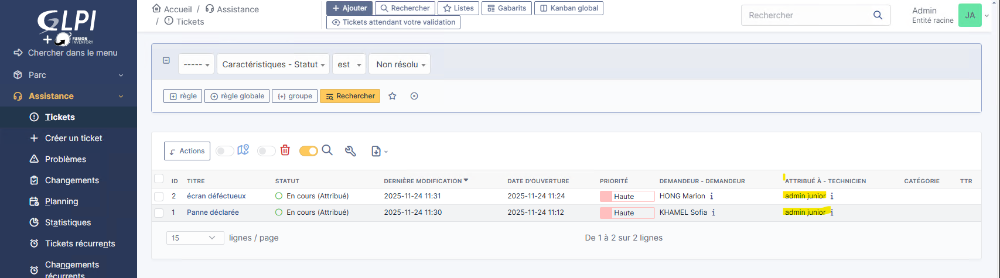 GLPI
FUSION
INVENTORY
Chercher dans le menu
Parc
Assistance
Tickets
Créer un ticket
Problèmes
Changements
Planning
Statistiques
Tickets récurrents
Changements
récurrents
Accueil / Assistance
/ Tickets
Ajouter Rechercher Listes Gabarits Kanban global
Tickets attendant votre validation
Rechercher
Admin
Entité racine
JA
----- Caractéristiques - Statut est Non résolu
règle règle globale groupe Rechercher
Actions
ID TITRE STATUT DERNIÈRE MODIFICATION DATE D'OUVERTURE PRIORITÉ DEMANDEUR - DEMANDEUR ATTRIBUÉ À - TECHNICIEN CATÉGORIE TTR
2 écran déféctueux En cours (Attribué) 2025-11-24 11:31 2025-11-24 11:24 Haute HONG Marion i admin junior i
1 Panne déclarée En cours (Attribué) 2025-11-24 11:30 2025-11-24 11:12 Haute KHAMEL Sofia i admin junior i
15 lignes / page De 1 à 2 sur 2 lignes